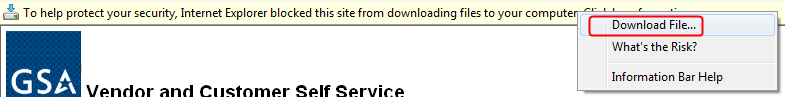 To help protect your security, Internet Explorer blocked this site from downloading files to your computer.
Download File...
What's the Risk?
Information Bar Help
GSA
Vendor and Customer Self Service